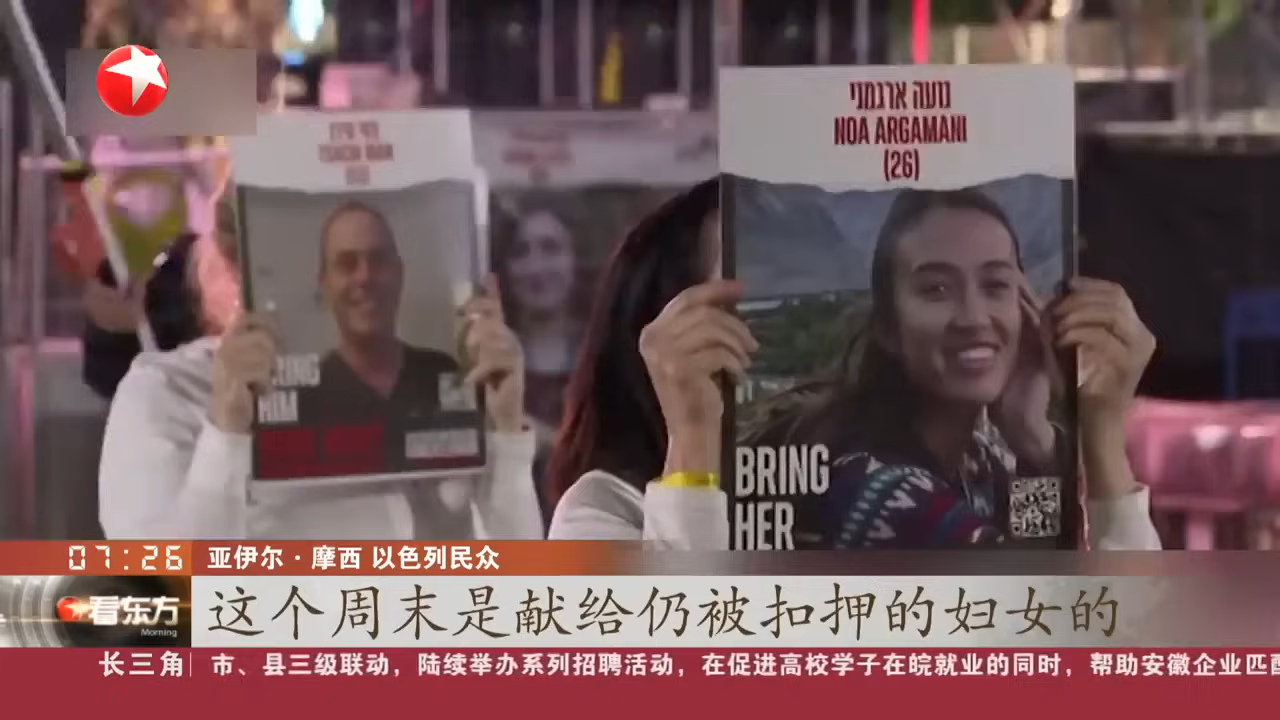 נועה ארגמני
NOA ARGAMANI
(26)
BRING
HIM
BRING
HER
07:26
亚伊尔·摩西 以色列民众
看东方
Morning
这个周末是献给仍被扣押的妇女的
长三角
市、县三级联动，陆续举办系列招聘活动，在促进高校学子在皖就业的同时，帮助安徽企业匹配